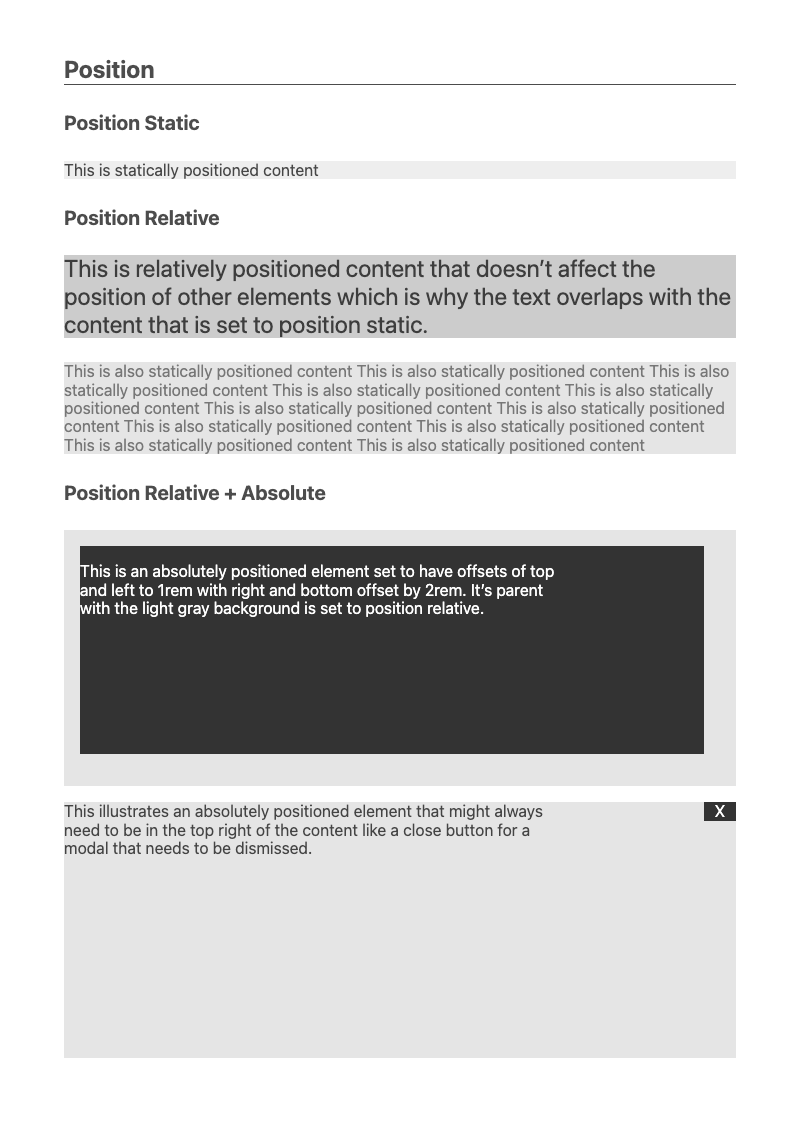 Position
Position Static
This is statically positioned content
Position Relative
This is relatively positioned content that doesn’t affect the
position of other elements which is why the text overlaps with the
content that is set to position static.
This is also statically positioned content This is also statically positioned content This is also
statically positioned content This is also statically positioned content This is also statically
positioned content This is also statically positioned content This is also statically positioned
content This is also statically positioned content This is also statically positioned content
This is also statically positioned content This is also statically positioned content
Position Relative + Absolute
This is an absolutely positioned element set to have offsets of top
and left to 1rem with right and bottom offset by 2rem. It’s parent
with the light gray background is set to position relative.
This illustrates an absolutely positioned element that might always
need to be in the top right of the content like a close button for a
modal that needs to be dismissed.
X